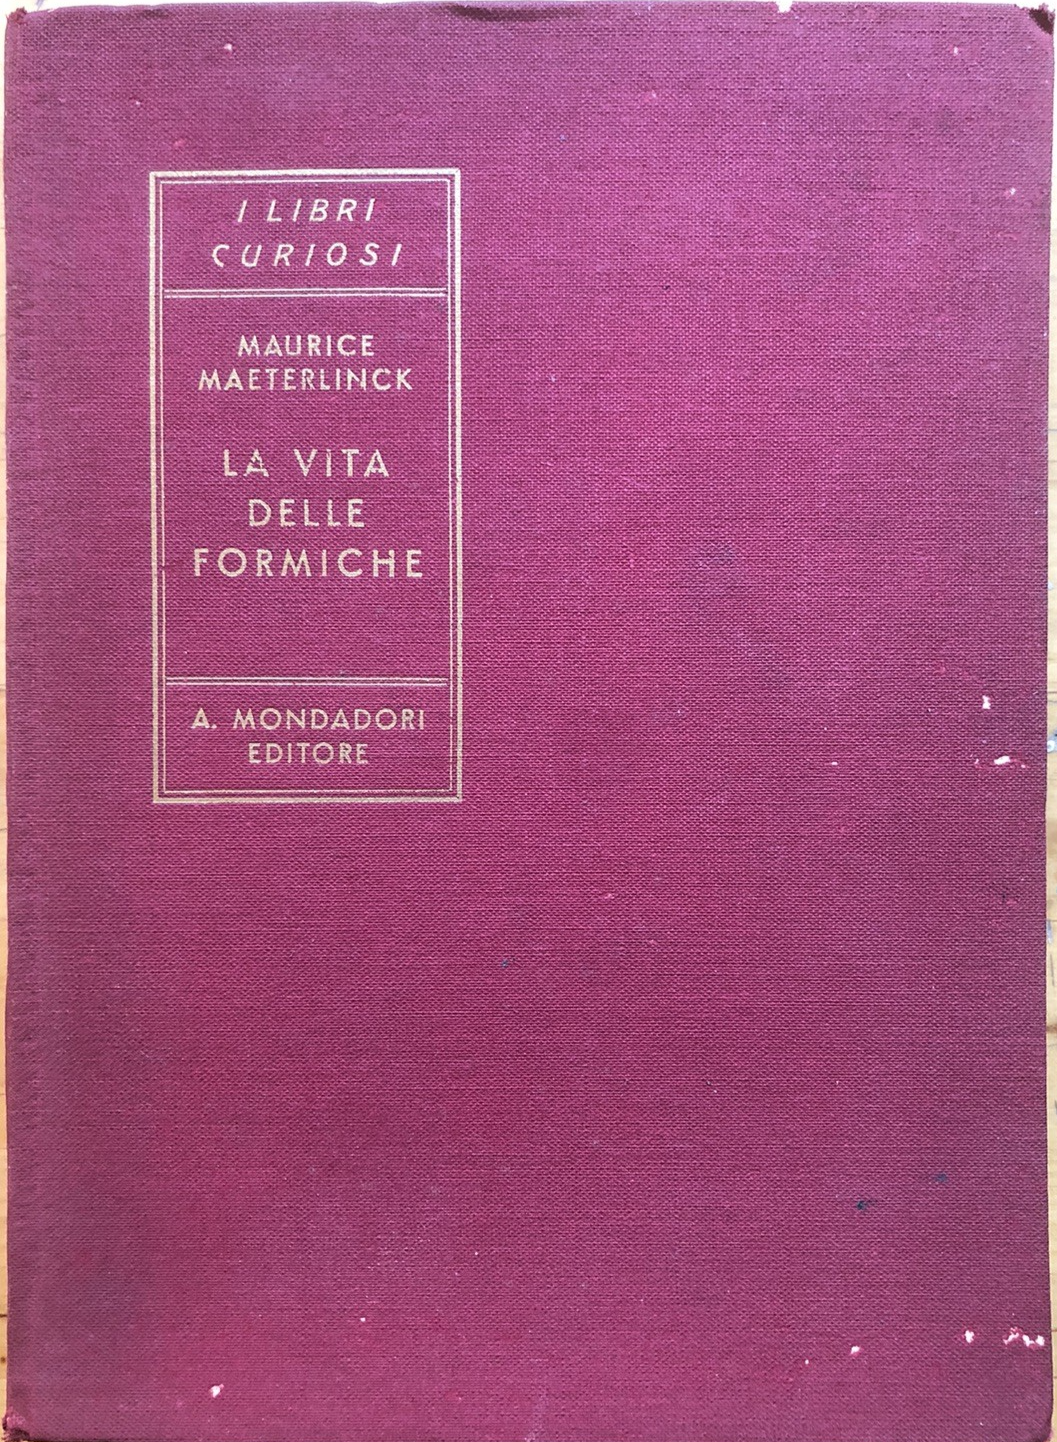 I LIBRI
CURIOSI
MAURICE
MAETERLINCK
LA VITA
DELLE
FORMICHE
A. MONDADORI
EDITORE